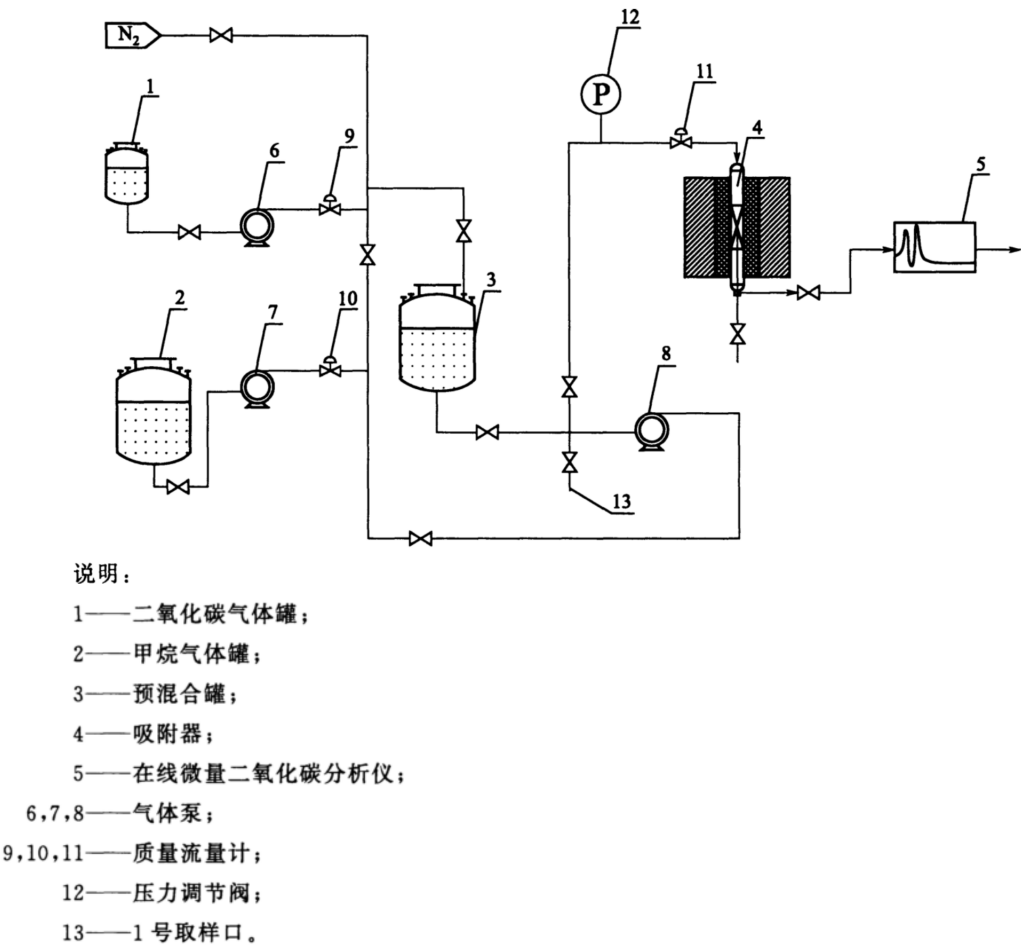 12
N₂
11
1
4
9
6
5
3
10
2
7
8
P
13
说明：
1——二氧化碳气体罐；
2——甲烷气体罐；
3——预混合罐；
4——吸附器；
5——在线微量二氧化碳分析仪；
6,7,8——气体泵；
9,10,11——质量流量计；
12——压力调节阀；
13——1号取样口。